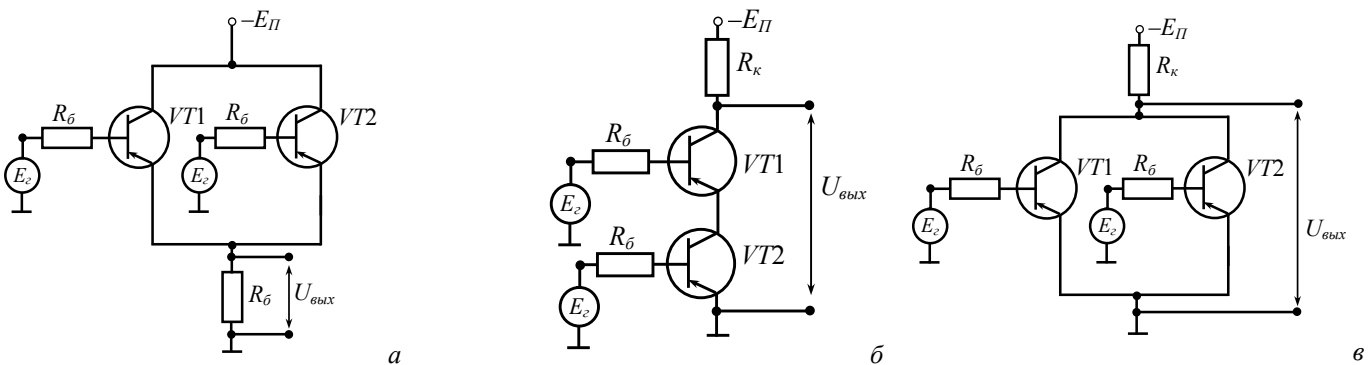 –E_П
R_б
VT1
R_б
VT2
E_г
E_г
R_б
U_вых
а
–E_П
R_к
R_б
VT1
E_г
U_вых
R_б
VT2
E_г
б
–E_П
R_к
R_б
VT1
R_б
VT2
E_г
E_г
U_вых
в